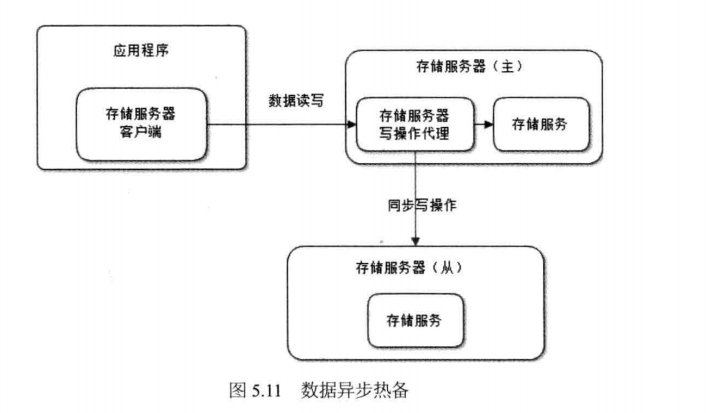 应用程序
存储服务器
客户端
数据读写
存储服务器（主）
存储服务器
写操作代理
存储服务
同步写操作
存储服务器（从）
存储服务
图 5.11 数据异步热备